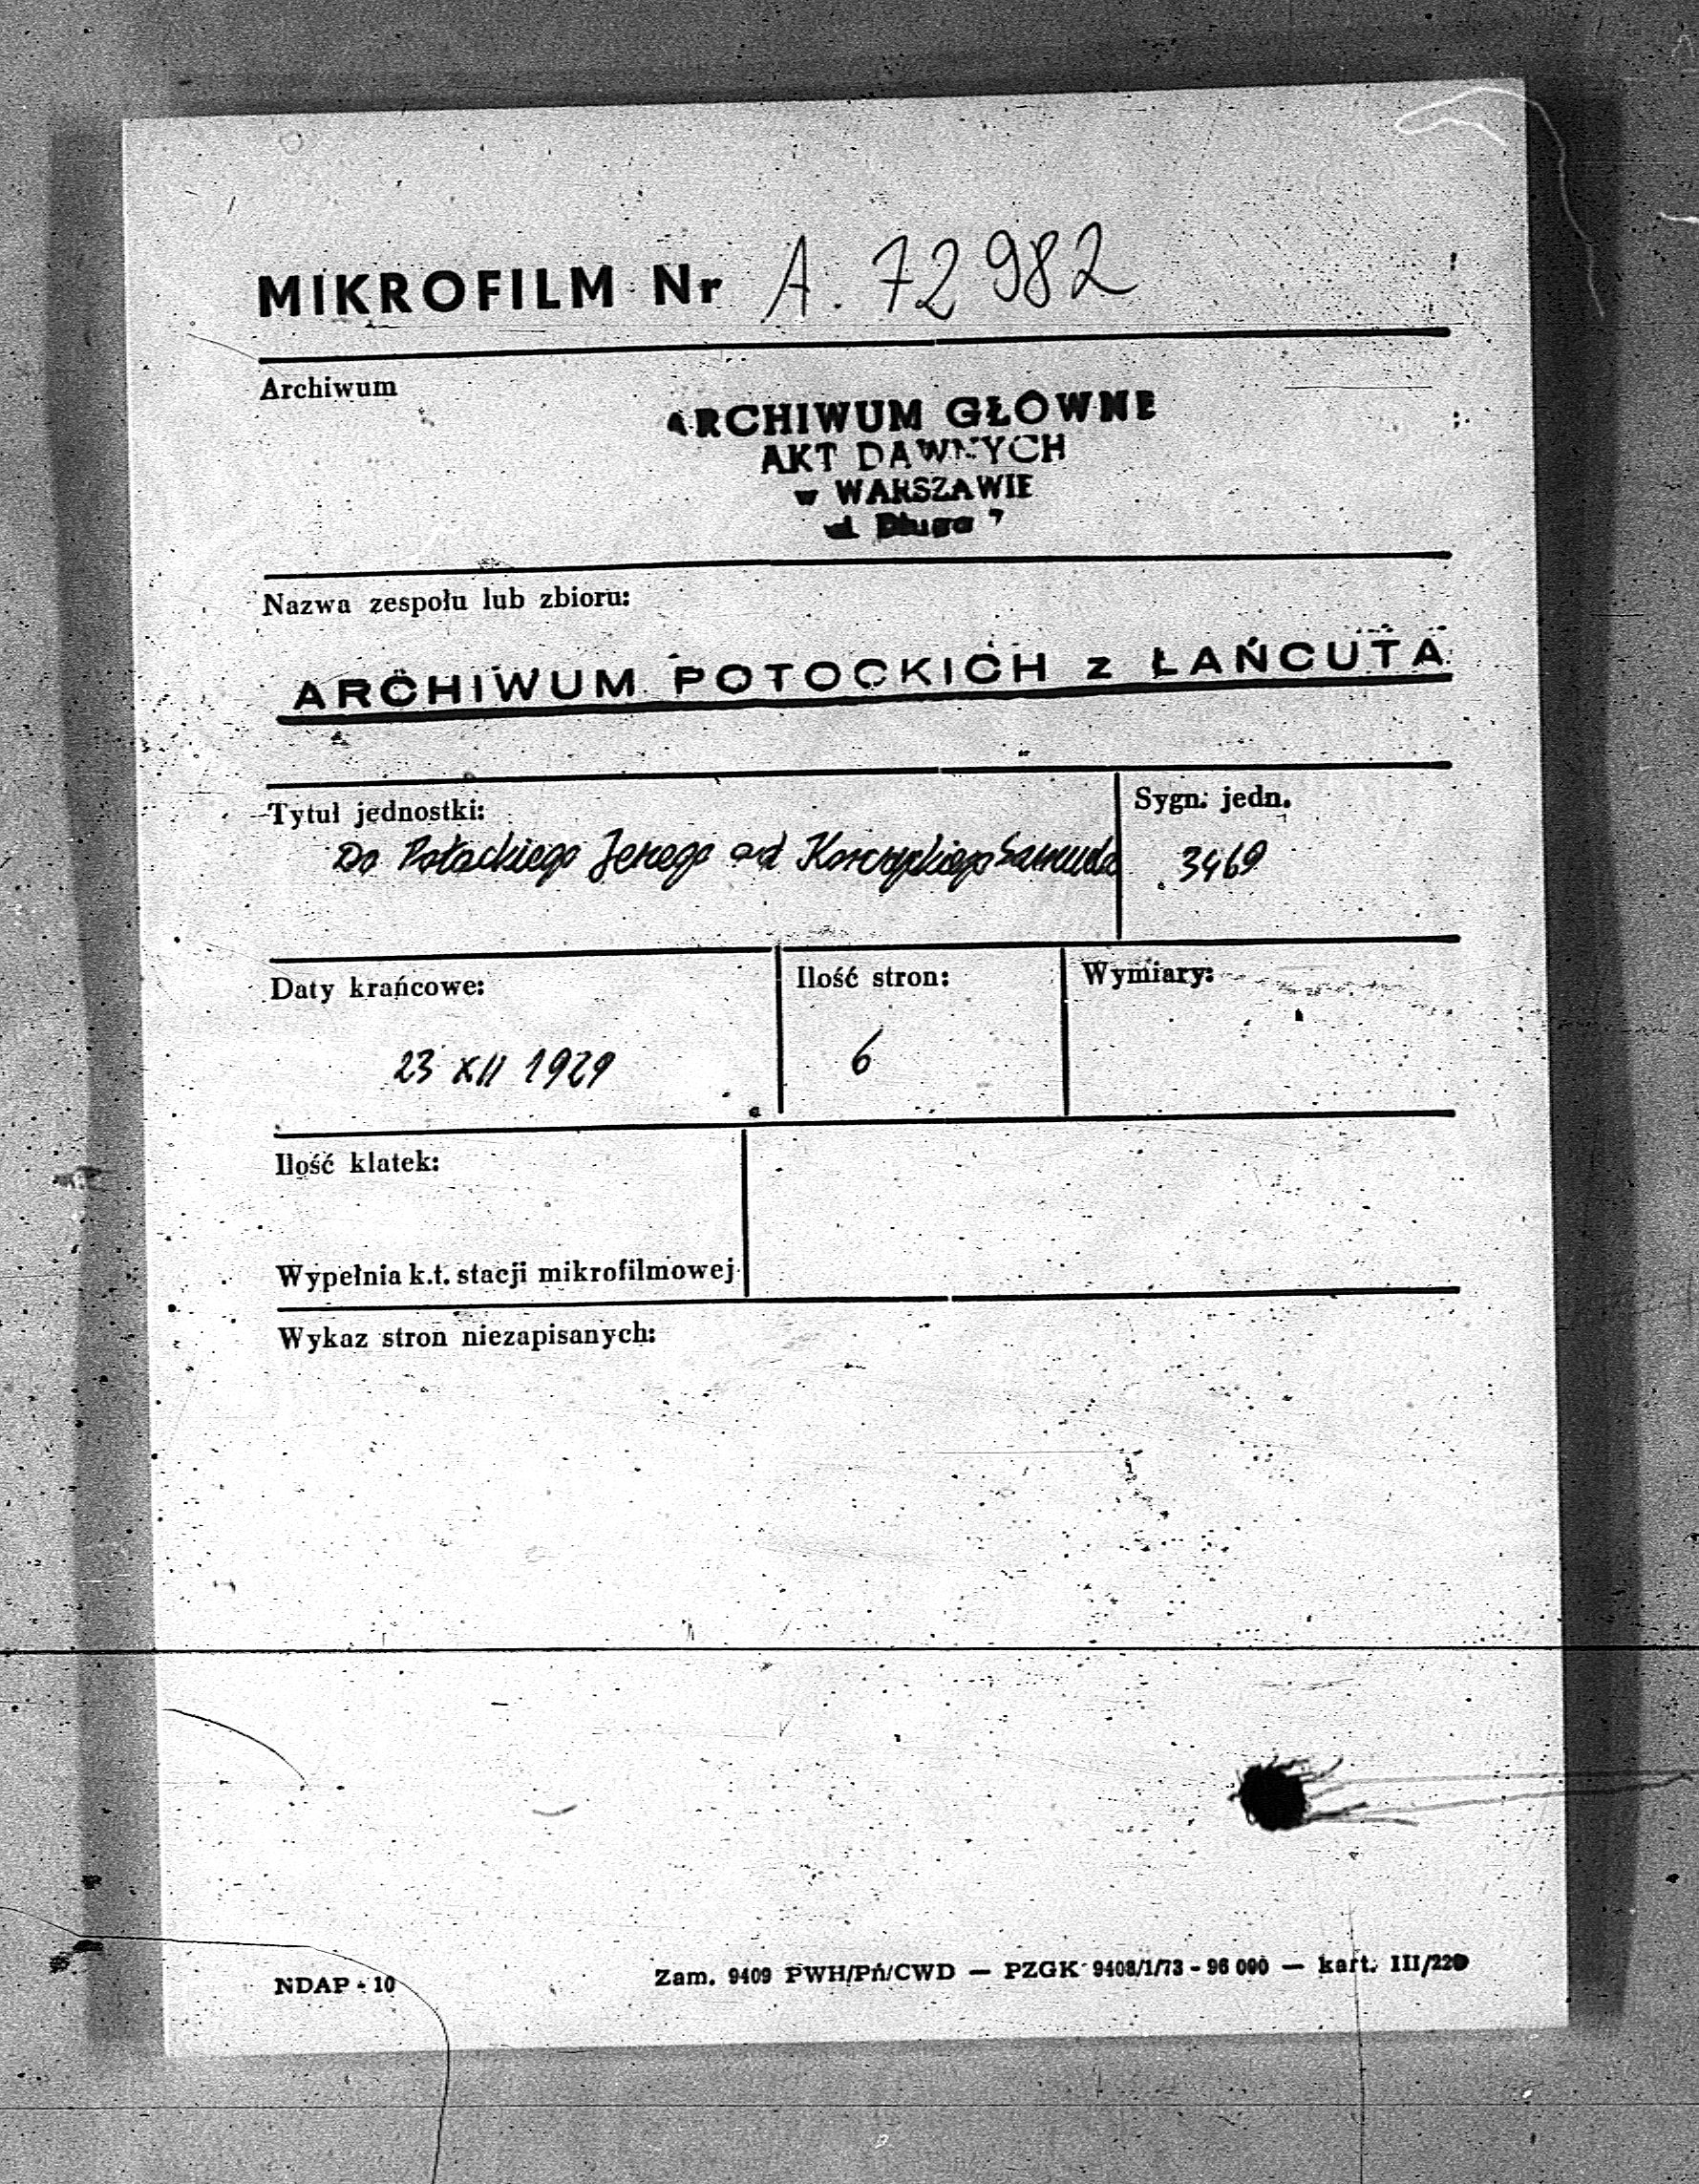 MIKROFILM Nr A. 72982
Archiwum
ARCHIWUM GŁÓWNE
AKT DAWNYCH
w WARSZAWIE
ul. Długa 7
Nazwa zespołu lub zbioru:
ARCHIWUM POTOCKICH z ŁAŃCUTA
Tytuł jednostki:
Do Potockiego Jerzego od
Sygn. jedn.
3469
Daty krańcowe:
23 XII 1929
Ilość stron:
6
Wymiary:
Ilość klatek:
Wypełnia k.t. stacji mikrofilmowej
Wykaz stron niezapisanych:
NDAP - 10
Zam. 9409 PWH/Pń/CWD — PZGK 9408/1/73 - 96 000 — kart. III/220